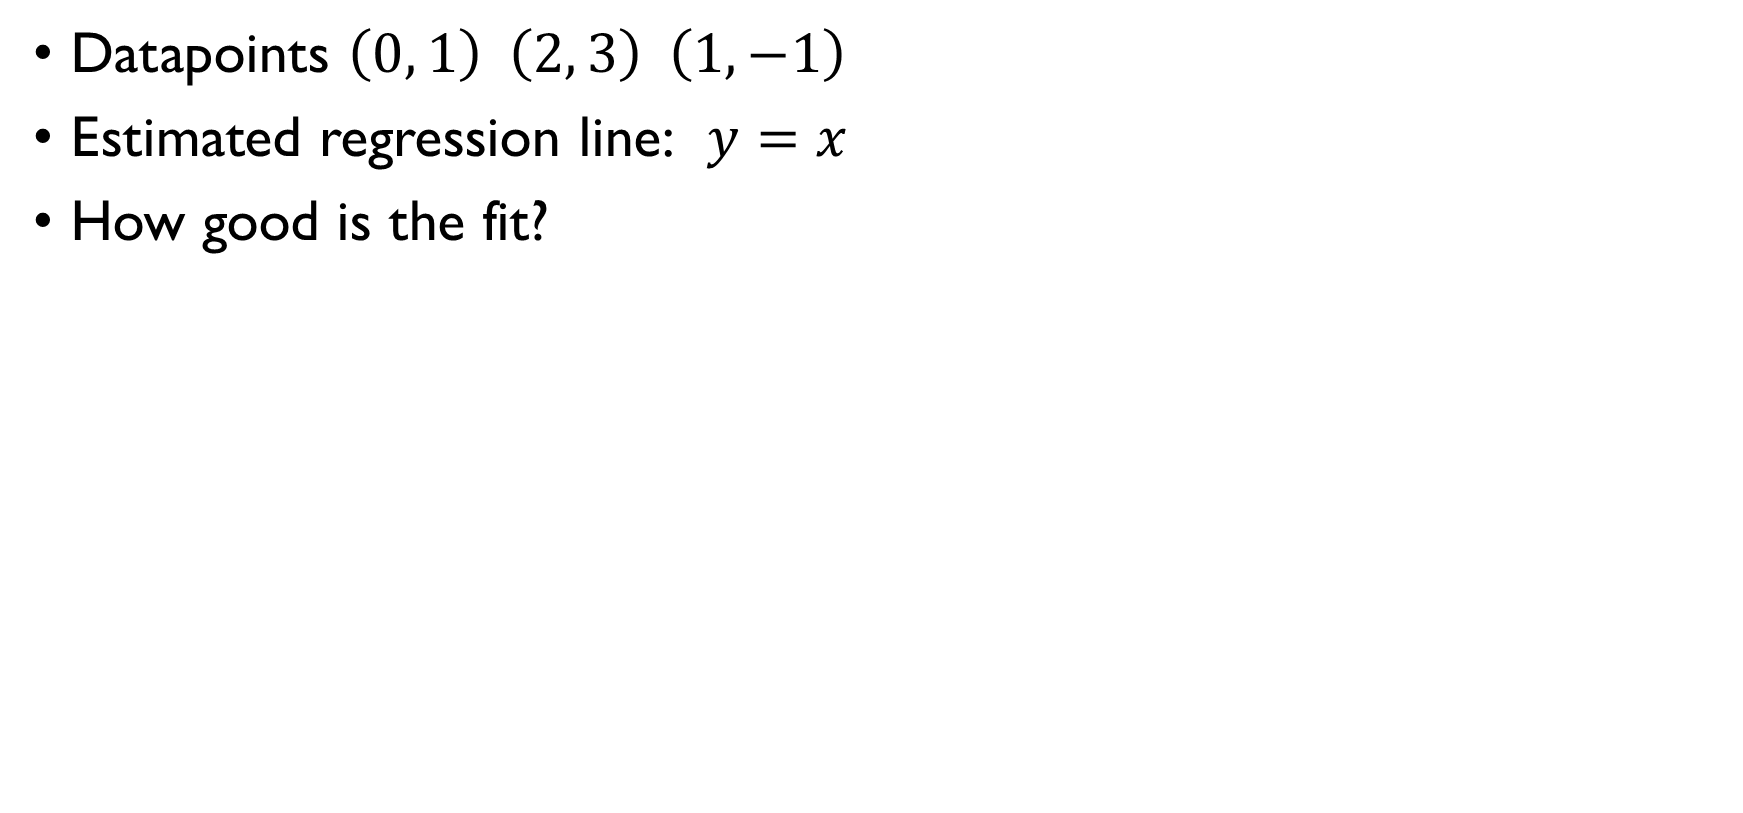 • Datapoints (0, 1) (2, 3) (1, −1)
• Estimated regression line: y = x
• How good is the fit?